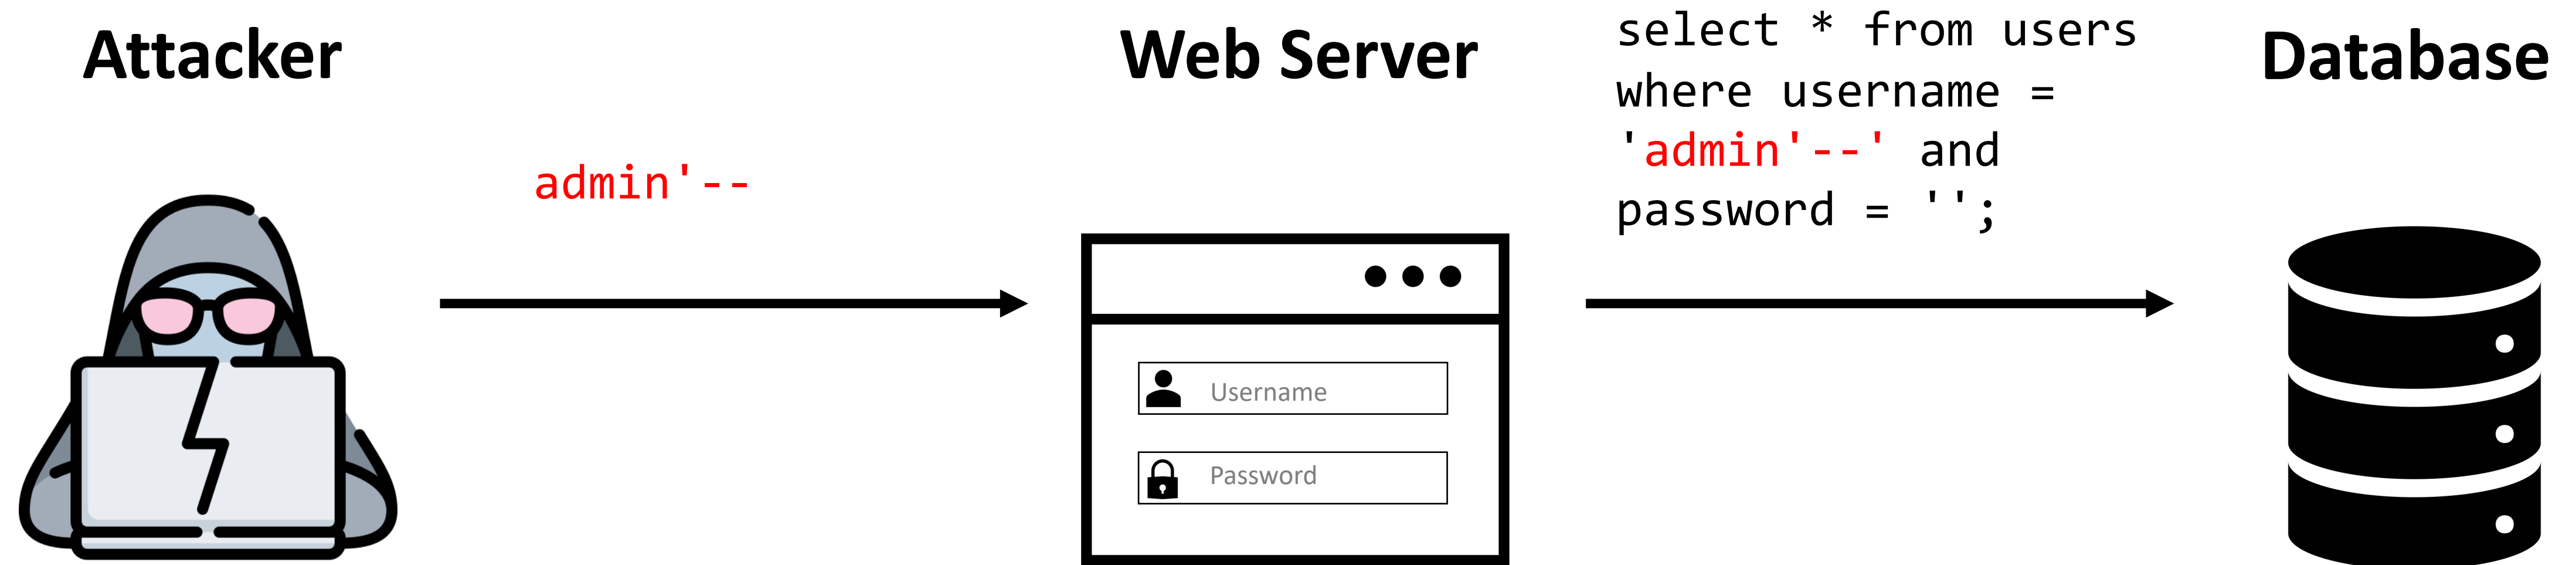 Attacker
admin'--
Web Server
Username
Password
select * from users
where username =
'admin'--' and
password = '';
Database